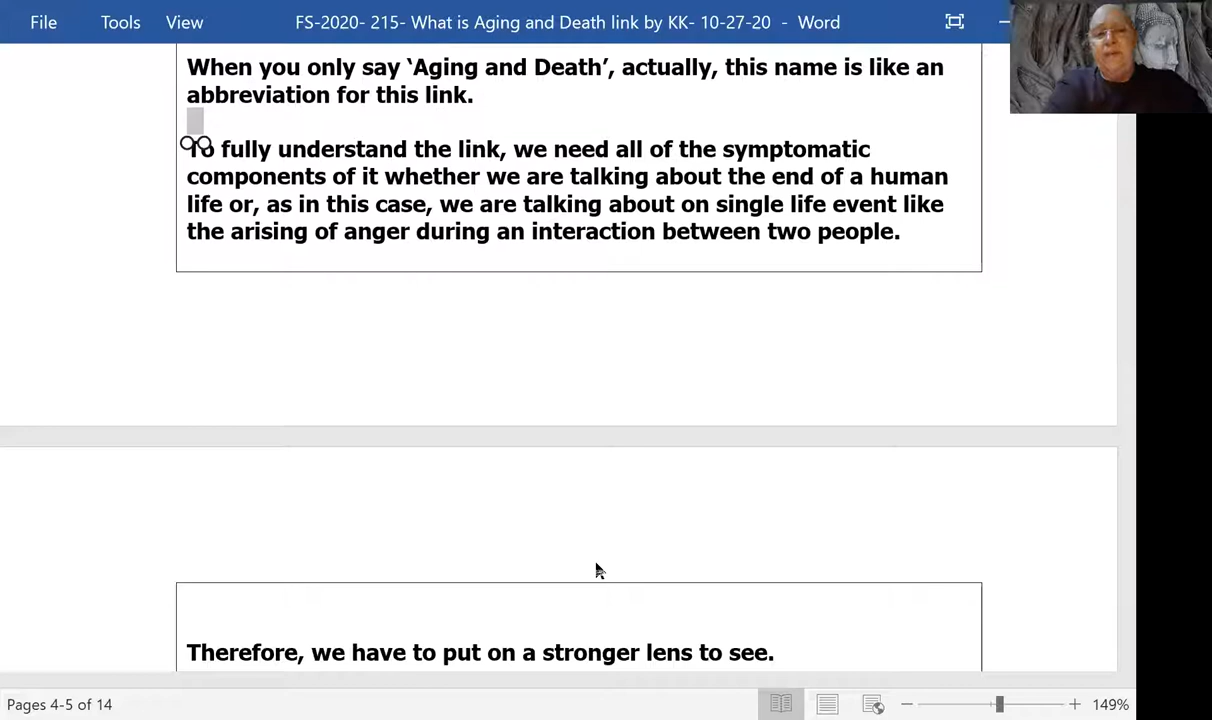 File Tools View FS-2020- 215- What is Aging and Death link by KK- 10-27-20 - Word
When you only say ‘Aging and Death’, actually, this name is like an
abbreviation for this link.
To fully understand the link, we need all of the symptomatic
components of it whether we are talking about the end of a human
life or, as in this case, we are talking about on single life event like
the arising of anger during an interaction between two people.
Therefore, we have to put on a stronger lens to see.
Pages 4-5 of 14 149%